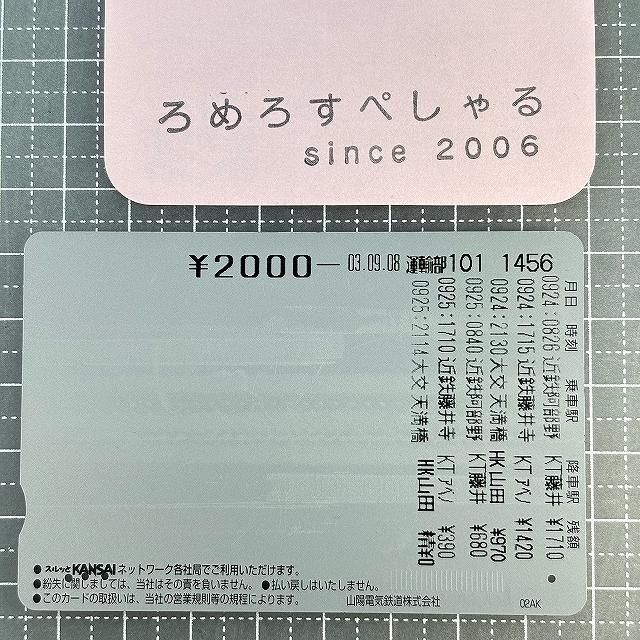 ろめろすぺしゃる
since 2006
¥2000― 03.09.08 運輸部101 1456
月日 時刻 乗車駅 降車駅 残額
0924:0826 近鉄阿部野 KT藤井 ¥1710
0924:1715 近鉄藤井寺 KTアベノ ¥1420
0924:2130 大交 天満橋 HK山田 ¥970
0925:0840 近鉄阿部野 KT藤井 ¥680
0925:1710 近鉄藤井寺 KTアベノ ¥390
0925:2114 大交 天満橋 HK山田 ¥0
●スルッとKANSAIネットワーク各社局でご利用いただけます。
●紛失に関しましては、当社はその責を負いません。●払い戻しはいたしません。
●このカードの取扱いは、当社の営業規則等の規程によります。 山陽電気鉄道株式会社 02AK